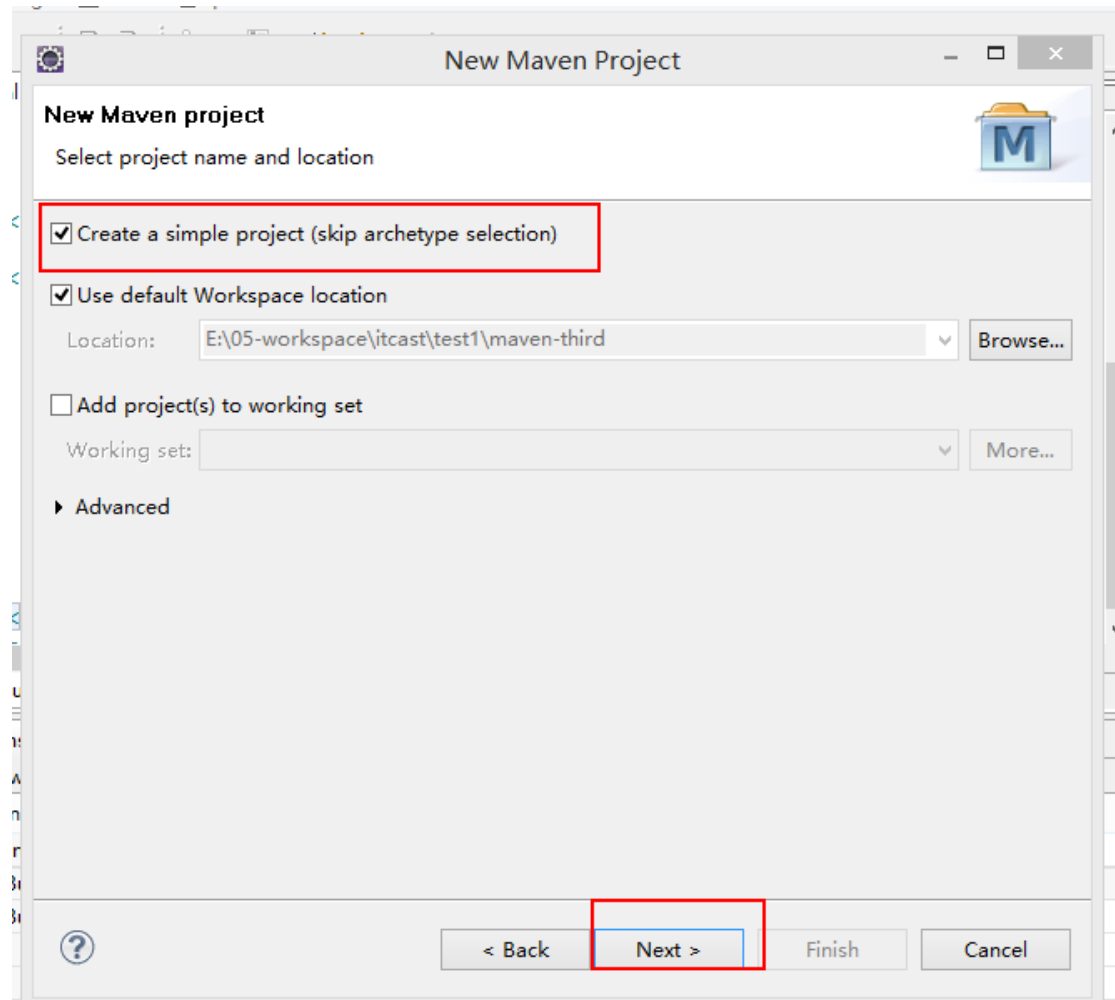 New Maven Project
New Maven project
Select project name and location
M
Create a simple project (skip archetype selection)
Use default Workspace location
Location: E:\05-workspace\itcast\test1\maven-third Browse...
Add project(s) to working set
Working set: More...
Advanced
? < Back Next > Finish Cancel